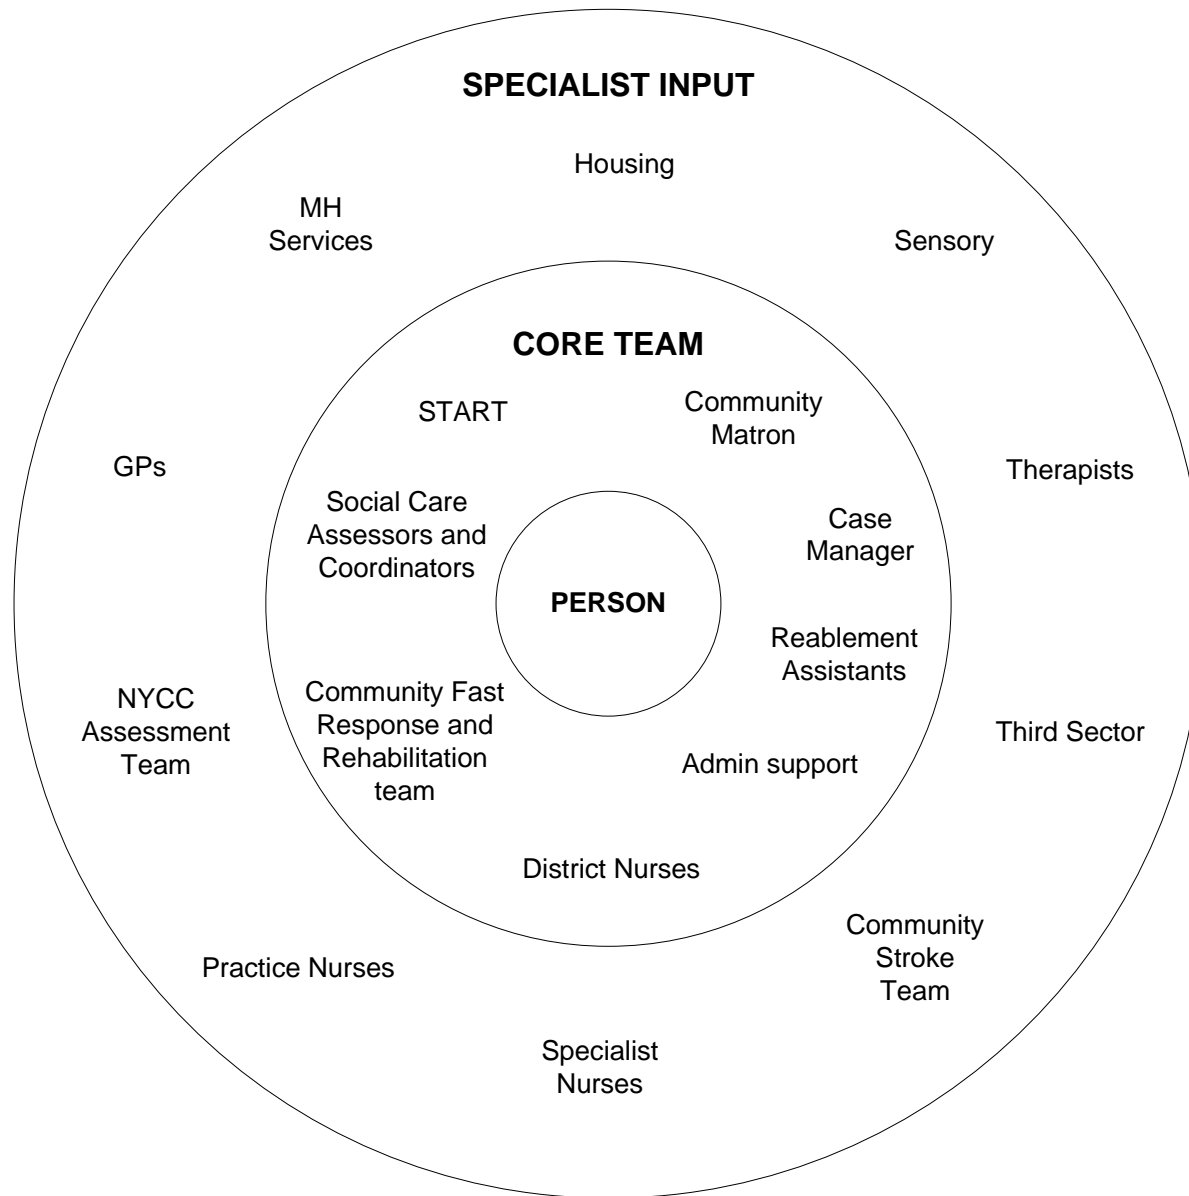 SPECIALIST INPUT
Housing
MH
Services
Sensory
CORE TEAM
START
Community
Matron
GPs
Therapists
Social Care
Assessors and
Coordinators
Case
Manager
PERSON
Reablement
Assistants
Community Fast
Response and
Rehabilitation
team
NYCC
Assessment
Team
Third Sector
Admin support
District Nurses
Community
Stroke
Team
Practice Nurses
Specialist
Nurses